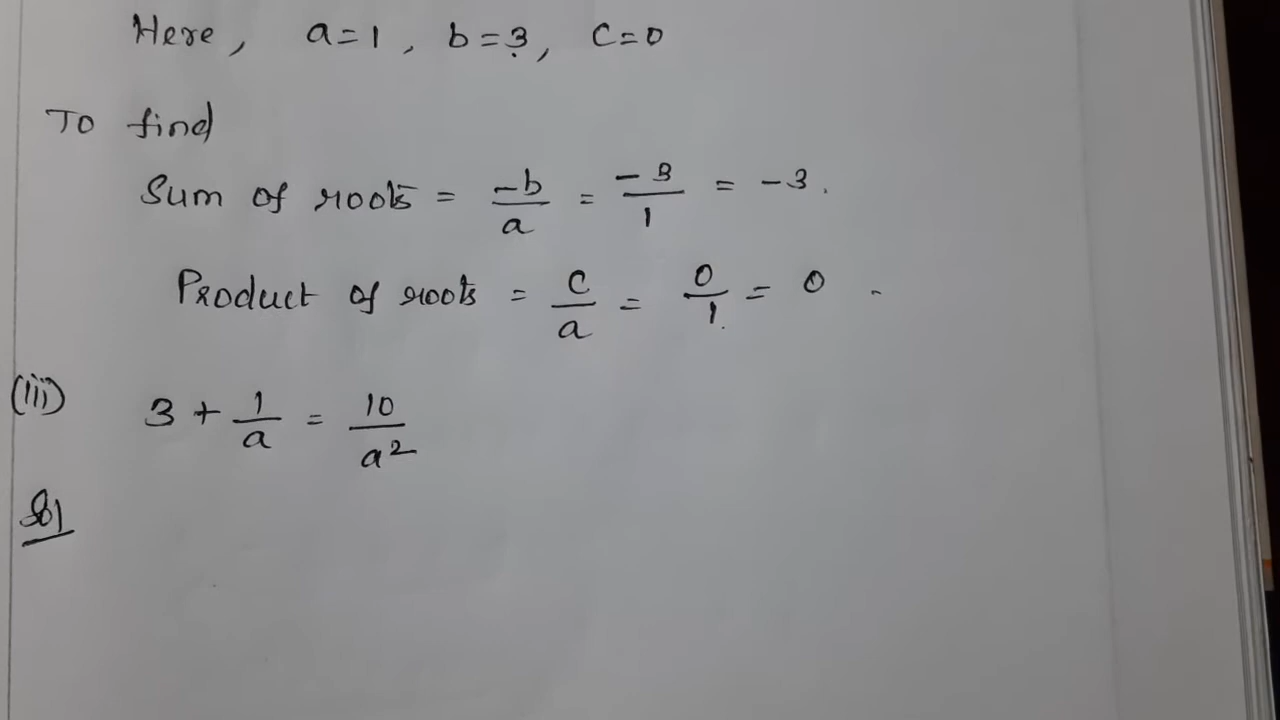 Here, a=1, b=3, c=0
To find
Sum of roots = -b/a = -3/1 = -3.
Product of roots = c/a = 0/1 = 0.
(iii) 3 + 1/a = 10/a²
Sol